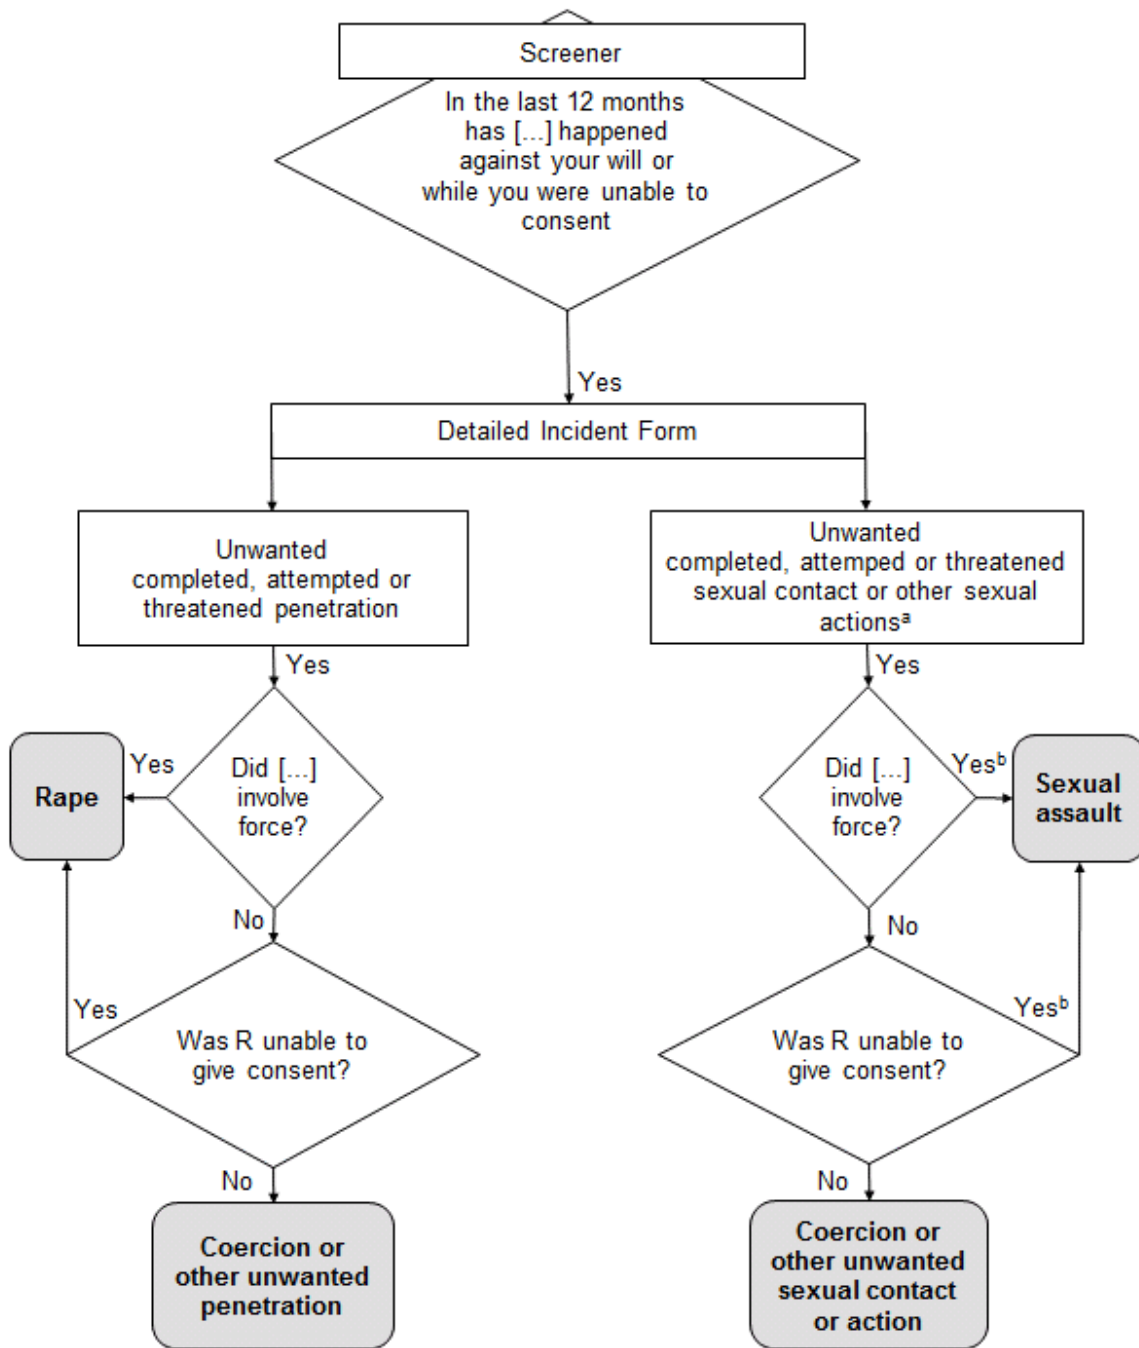 Screener
In the last 12 months
has [...] happened
against your will or
while you were unable to
consent
Yes
Detailed Incident Form
Unwanted
completed, attempted or
threatened penetration
Unwanted
completed, attemped or threatened
sexual contact or other sexual
actionsᵃ
Yes
Yes
Rape
Yes
Did [...]
involve
force?
Did [...]
involve
force?
Yesᵇ
Sexual
assault
No
No
Yes
Was R unable to
give consent?
Was R unable to
give consent?
Yesᵇ
No
No
Coercion or
other unwanted
penetration
Coercion or
other unwanted
sexual contact
or action